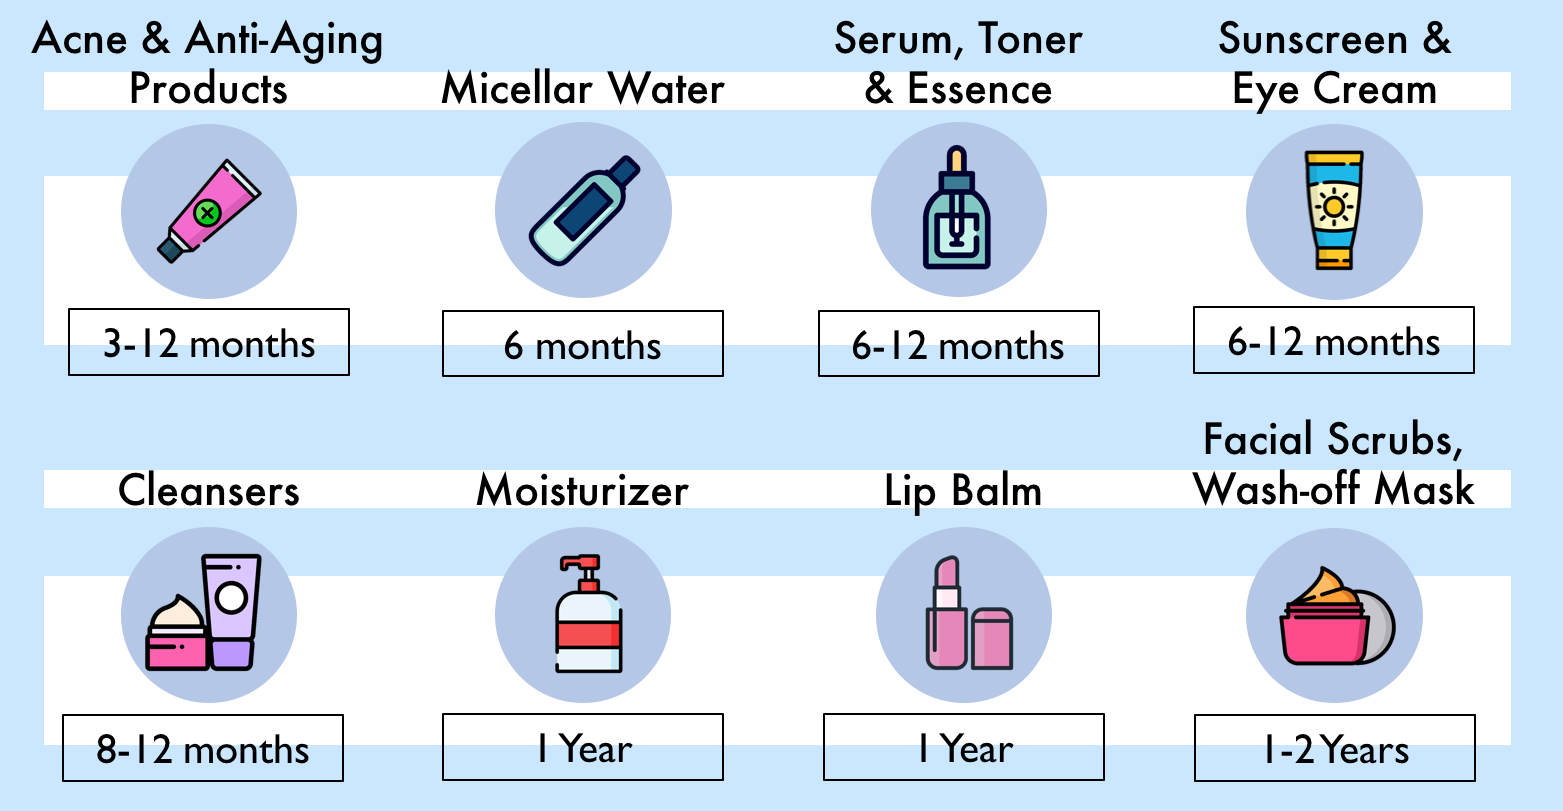 Acne & Anti-Aging
Products
Micellar Water
Serum, Toner
& Essence
Sunscreen &
Eye Cream
3-12 months
6 months
6-12 months
6-12 months
Cleansers
Moisturizer
Lip Balm
Facial Scrubs,
Wash-off Mask
8-12 months
1 Year
1 Year
1-2 Years